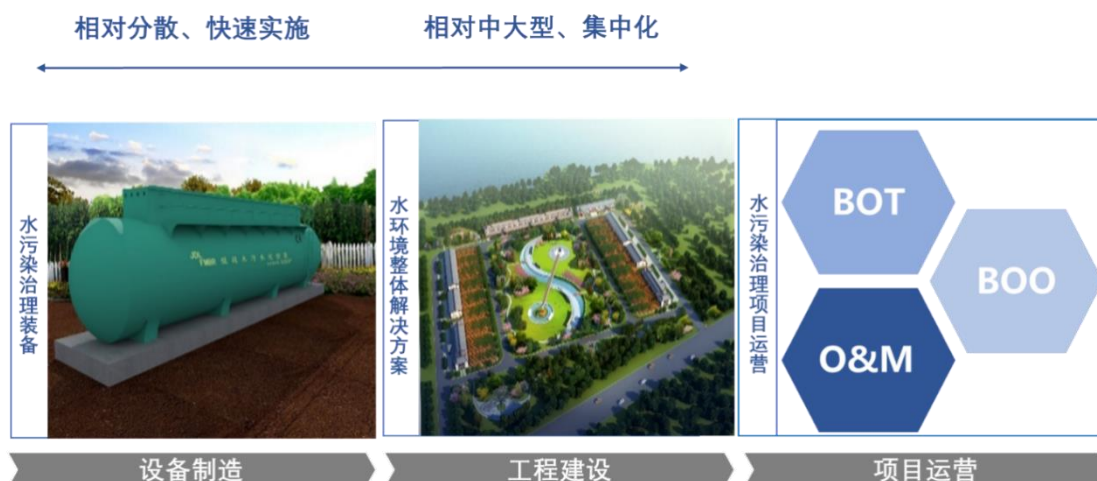 相对分散、快速实施
相对中大型、集中化
水污染治理装备
水环境整体解决方案
水污染治理项目运营
BOT
BOO
O&M
设备制造
工程建设
项目运营